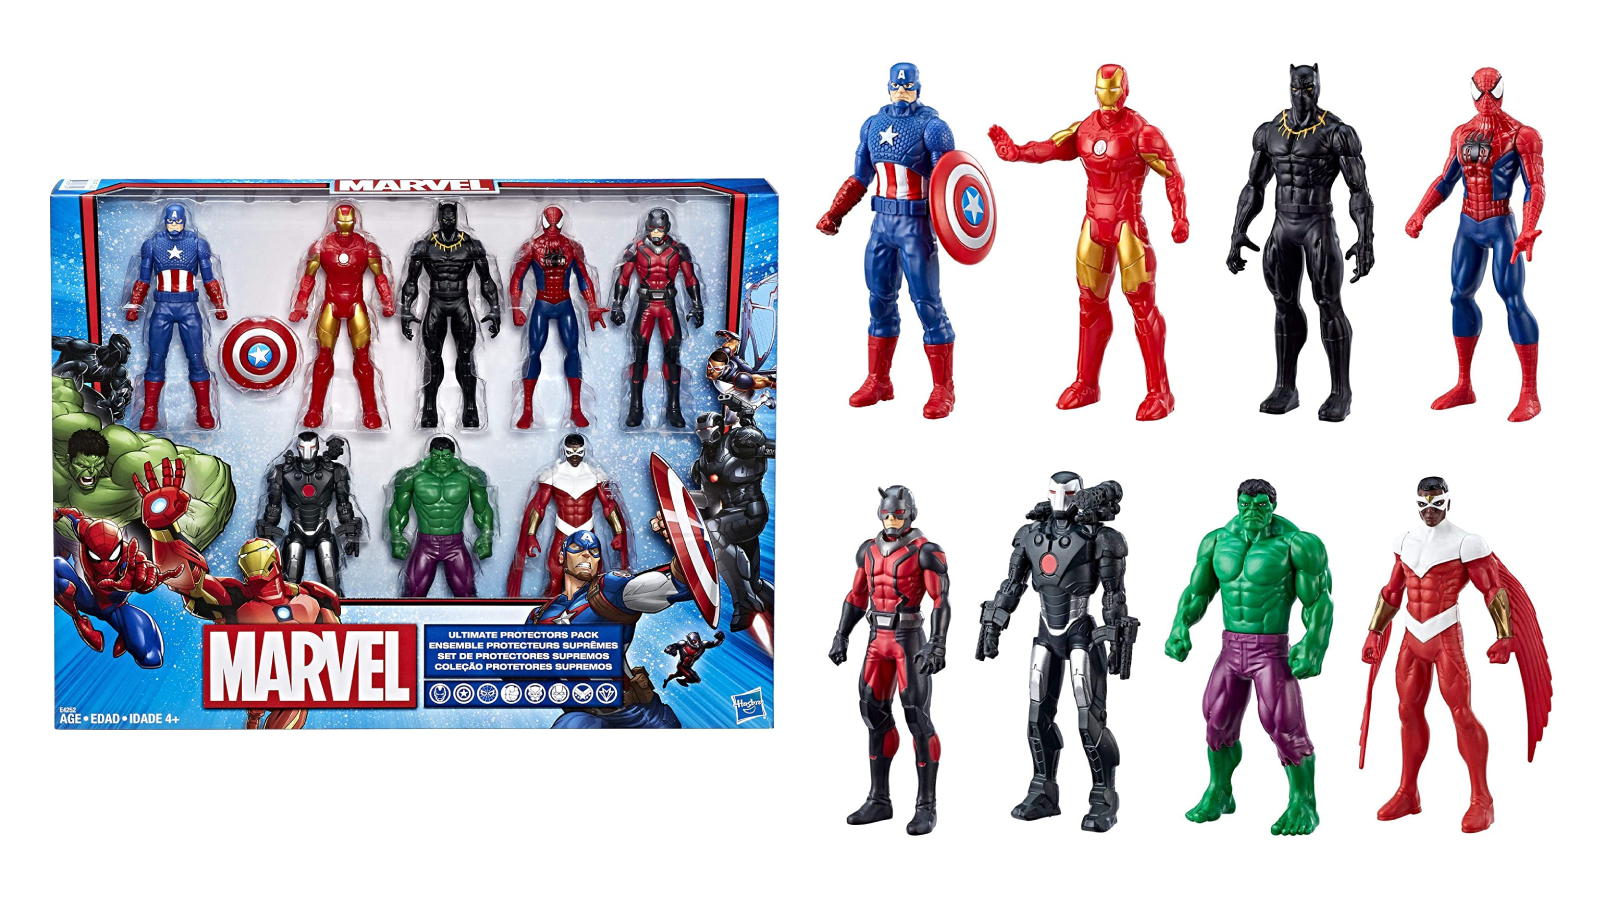 MARVEL
MARVEL
ULTIMATE PROTECTORS PACK
ENSEMBLE PROTECTEURS SUPRÊMES
SET DE PROTECTORES SUPREMOS
COLEÇÃO PROTETORES SUPREMOS
E4252
AGE • EDAD • IDADE 4+
Hasbro